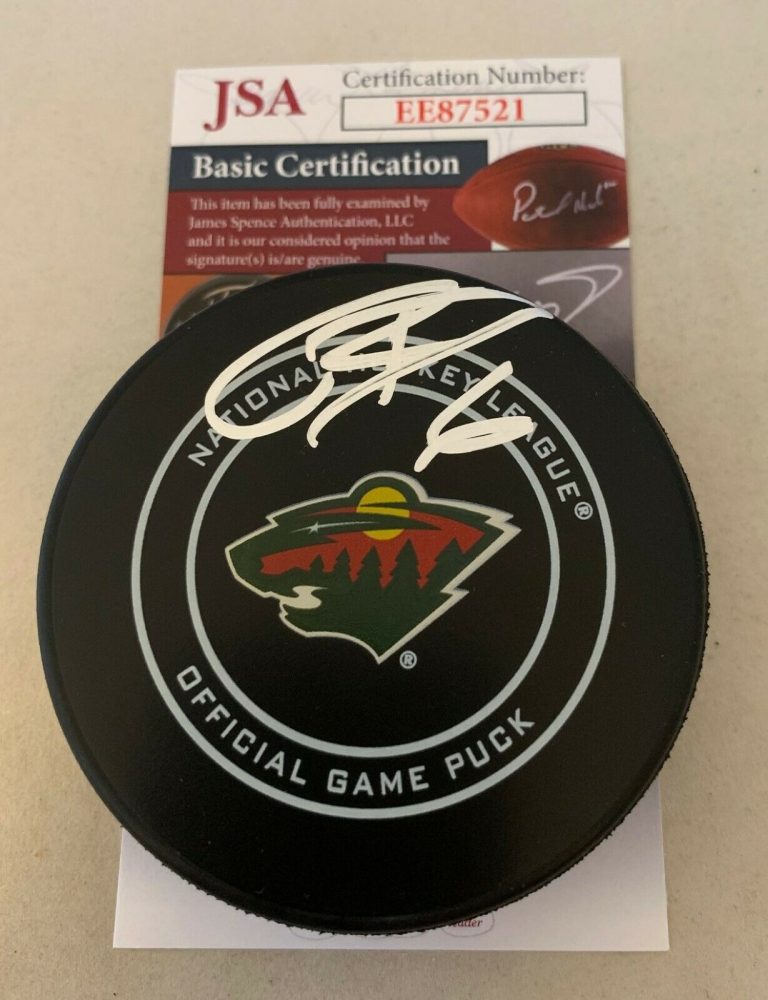 JSA
Certification Number:
EE87521
Basic Certification
This item has been fully examined by
James Spence Authentication, LLC
and it is our considered opinion that the
signature(s) is/are genuine
NATIONAL HOCKEY LEAGUE®
6
®
OFFICIAL GAME PUCK